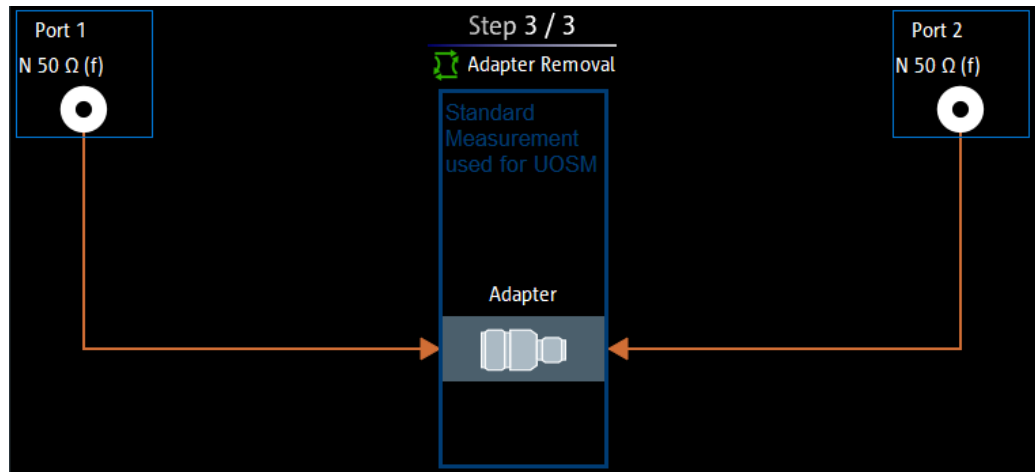 Port 1
N 50 Ω (f)
Step 3 / 3
Adapter Removal
Standard
Measurement
used for UOSM
Adapter
Port 2
N 50 Ω (f)